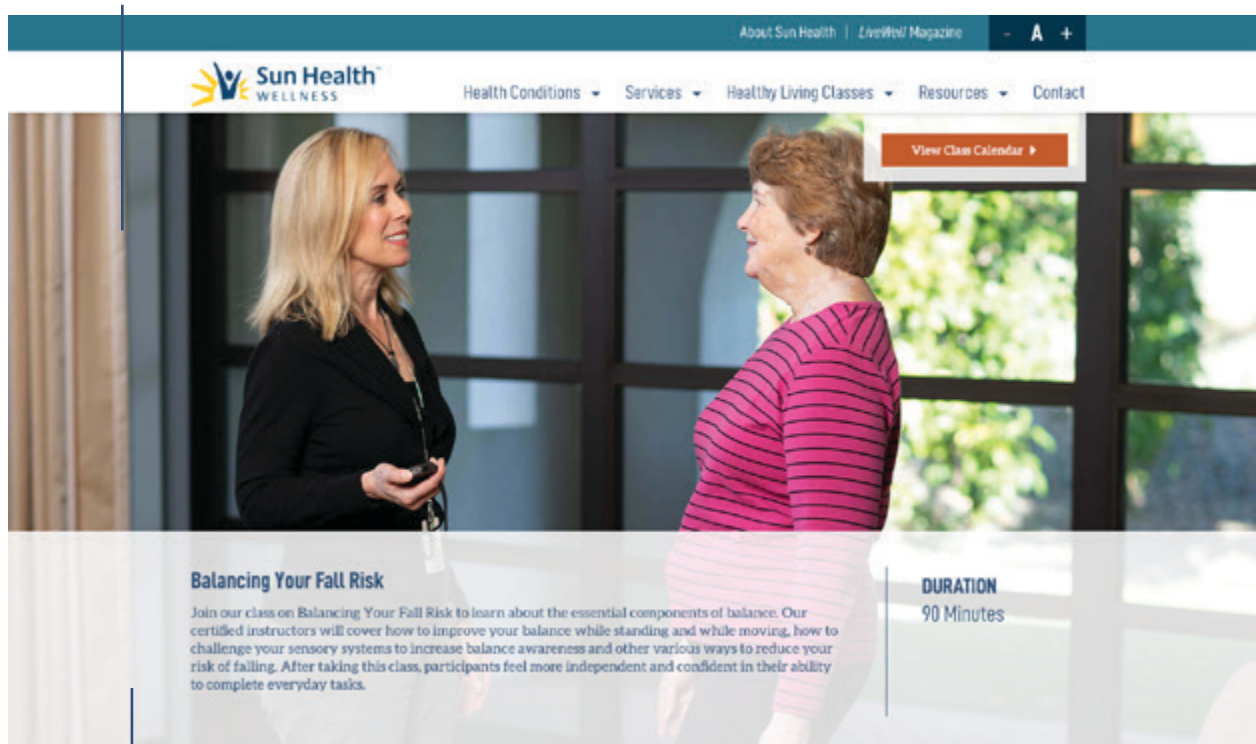 About Sun Health | LiveWell Magazine - A +
Sun Health™
WELLNESS
Health Conditions Services Healthy Living Classes Resources Contact
View Class Calendar
Balancing Your Fall Risk
Join our class on Balancing Your Fall Risk to learn about the essential components of balance. Our
certified instructors will cover how to improve your balance while standing and while moving, how to
challenge your sensory systems to increase balance awareness and other various ways to reduce your
risk of falling. After taking this class, participants feel more independent and confident in their ability
to complete everyday tasks.
DURATION
90 Minutes